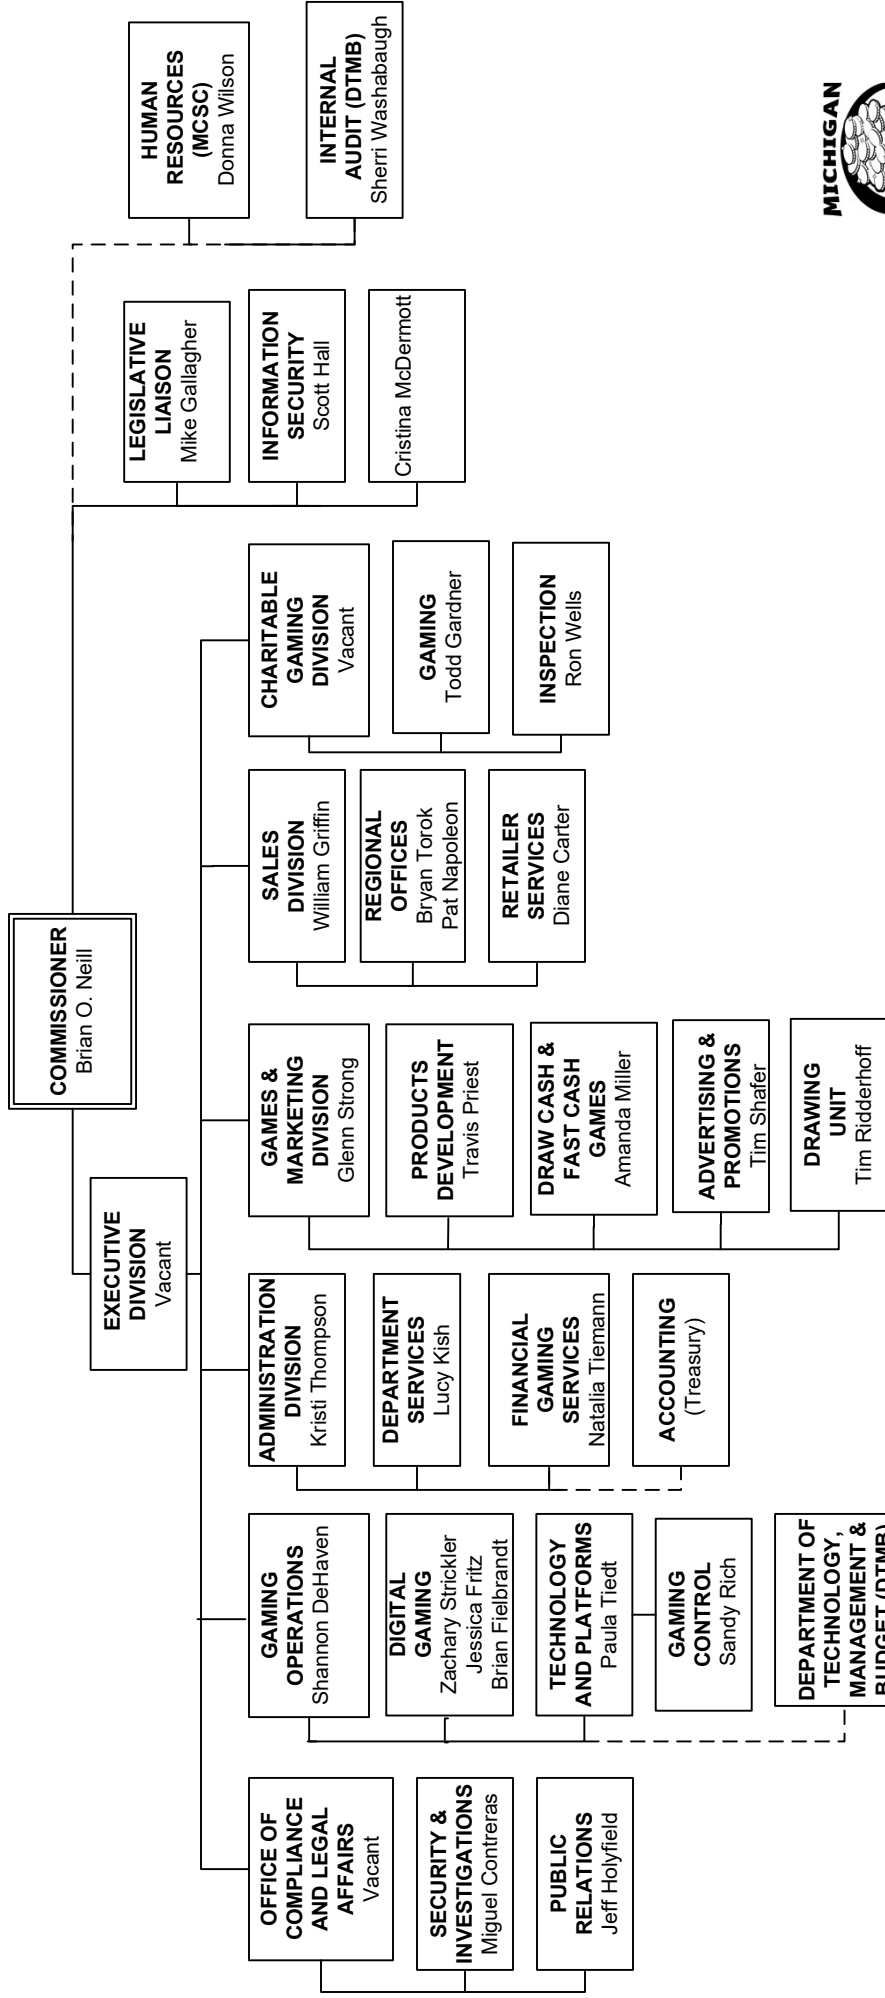 COMMISSIONER
Brian O. Neill
EXECUTIVE
DIVISION
Vacant
HUMAN
RESOURCES
(MCSC)
Donna Wilson
INTERNAL
AUDIT (DTMB)
Sherri Washabaugh
LEGISLATIVE
LIAISON
Mike Gallagher
INFORMATION
SECURITY
Scott Hall
Cristina McDermott
OFFICE OF
COMPLIANCE
AND LEGAL
AFFAIRS
Vacant
SECURITY &
INVESTIGATIONS
Miguel Contreras
PUBLIC
RELATIONS
Jeff Holyfield
GAMING
OPERATIONS
Shannon DeHaven
DIGITAL
GAMING
Zachary Strickler
Jessica Fritz
Brian Fielbrandt
TECHNOLOGY
AND PLATFORMS
Paula Tiedt
GAMING
CONTROL
Sandy Rich
DEPARTMENT OF
TECHNOLOGY,
MANAGEMENT &
BUDGET (DTMB)
ADMINISTRATION
DIVISION
Kristi Thompson
DEPARTMENT
SERVICES
Lucy Kish
FINANCIAL
GAMING
SERVICES
Natalia Tiemann
ACCOUNTING
(Treasury)
GAMES &
MARKETING
DIVISION
Glenn Strong
PRODUCTS
DEVELOPMENT
Travis Priest
DRAW CASH &
FAST CASH
GAMES
Amanda Miller
ADVERTISING &
PROMOTIONS
Tim Shafer
DRAWING
UNIT
Tim Ridderhoff
SALES
DIVISION
William Griffin
REGIONAL
OFFICES
Bryan Torok
Pat Napoleon
RETAILER
SERVICES
Diane Carter
CHARITABLE
GAMING
DIVISION
Vacant
GAMING
Todd Gardner
INSPECTION
Ron Wells
MICHIGAN